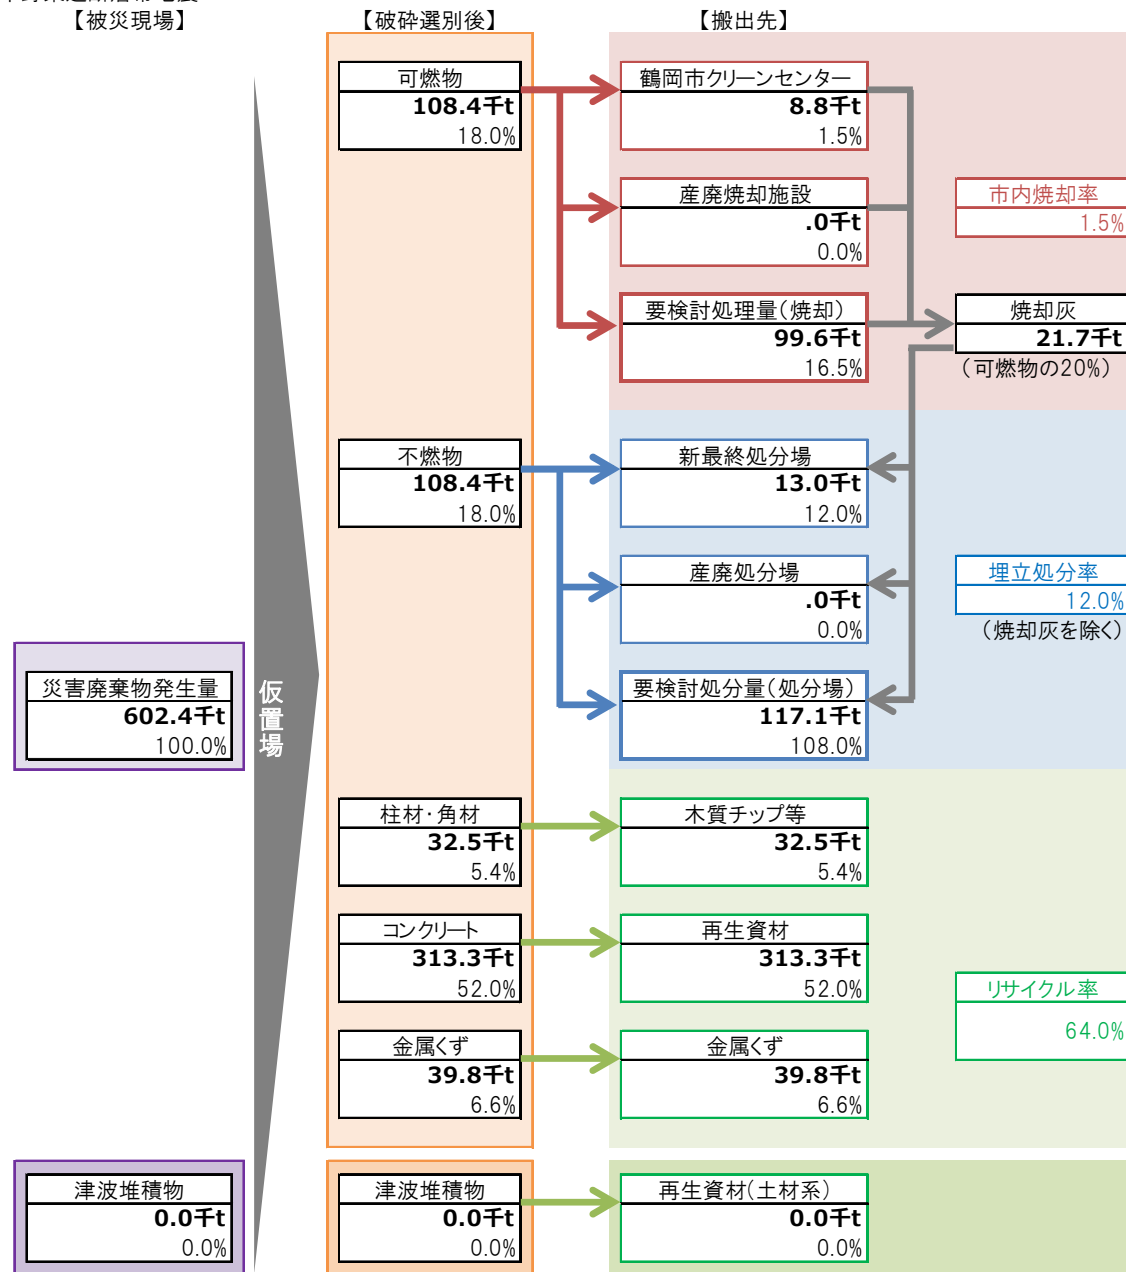 【被災現場】
【破砕選別後】
【搬出先】
可燃物
108.4千t
18.0%
鶴岡市クリーンセンター
8.8千t
1.5%
産廃焼却施設
.0千t
0.0%
市内焼却率
1.5%
要検討処理量(焼却)
99.6千t
16.5%
焼却灰
21.7千t
(可燃物の20%)
不燃物
108.4千t
18.0%
新最終処分場
13.0千t
12.0%
産廃処分場
.0千t
0.0%
埋立処分率
12.0%
(焼却灰を除く)
災害廃棄物発生量
602.4千t
100.0%
仮置場
要検討処分量(処分場)
117.1千t
108.0%
柱材・角材
32.5千t
5.4%
木質チップ等
32.5千t
5.4%
コンクリート
313.3千t
52.0%
再生資材
313.3千t
52.0%
リサイクル率
64.0%
金属くず
39.8千t
6.6%
金属くず
39.8千t
6.6%
津波堆積物
0.0千t
0.0%
津波堆積物
0.0千t
0.0%
再生資材(土材系)
0.0千t
0.0%